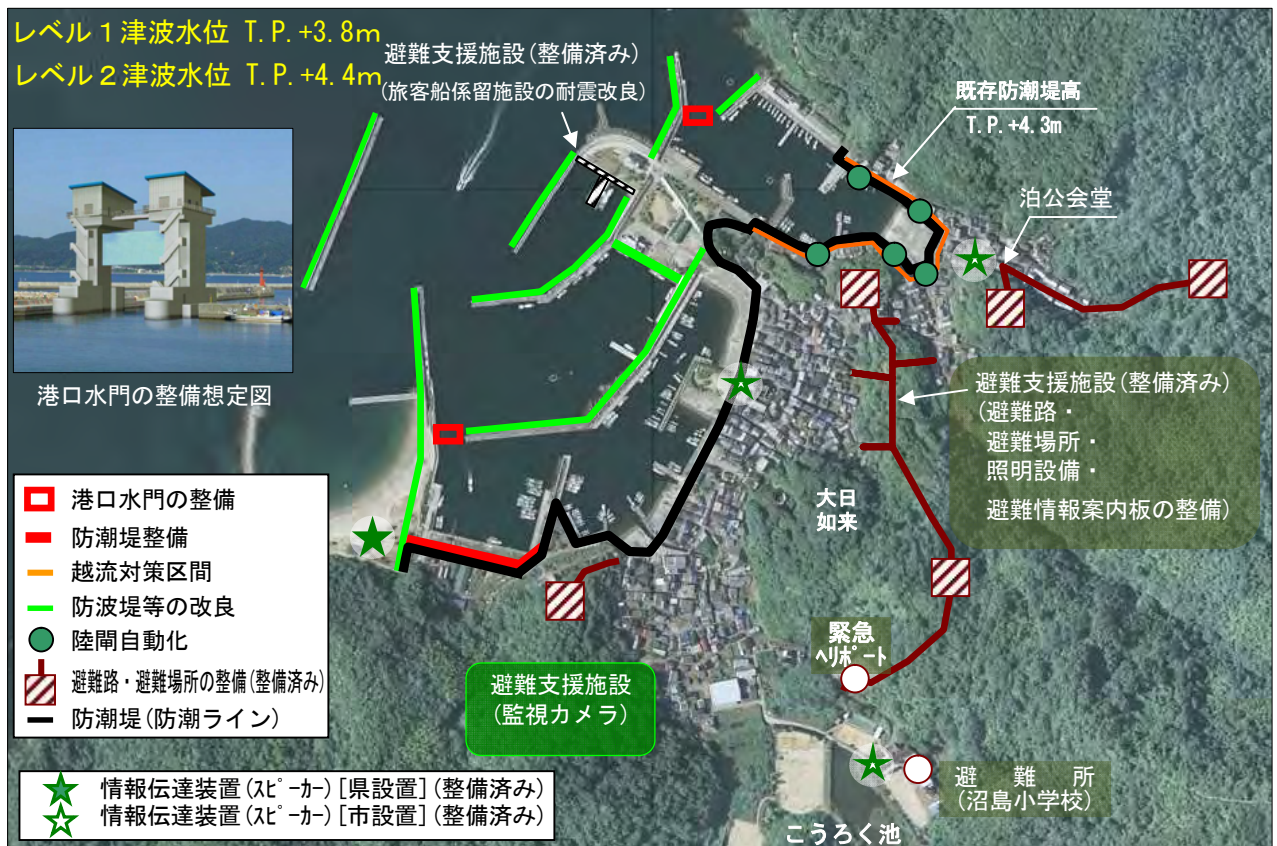 レベル１津波水位 T.P.+3.8m
レベル２津波水位 T.P.+4.4m
避難支援施設(整備済み)
(旅客船係留施設の耐震改良)
既存防潮堤高
T.P.+4.3m
泊公会堂
港口水門の整備想定図
避難支援施設(整備済み)
(避難路・
避難場所・
照明設備・
避難情報案内板の整備)
大日
如来
港口水門の整備
防潮堤整備
越流対策区間
防波堤等の改良
陸閘自動化
避難路・避難場所の整備(整備済み)
防潮堤(防潮ライン)
緊急
ﾍﾘﾎﾟｰﾄ
避難支援施設
(監視カメラ)
情報伝達装置(ｽﾋﾟｰｶｰ)[県設置](整備済み)
情報伝達装置(ｽﾋﾟｰｶｰ)[市設置](整備済み)
避　難　所
(沼島小学校)
こうろく池